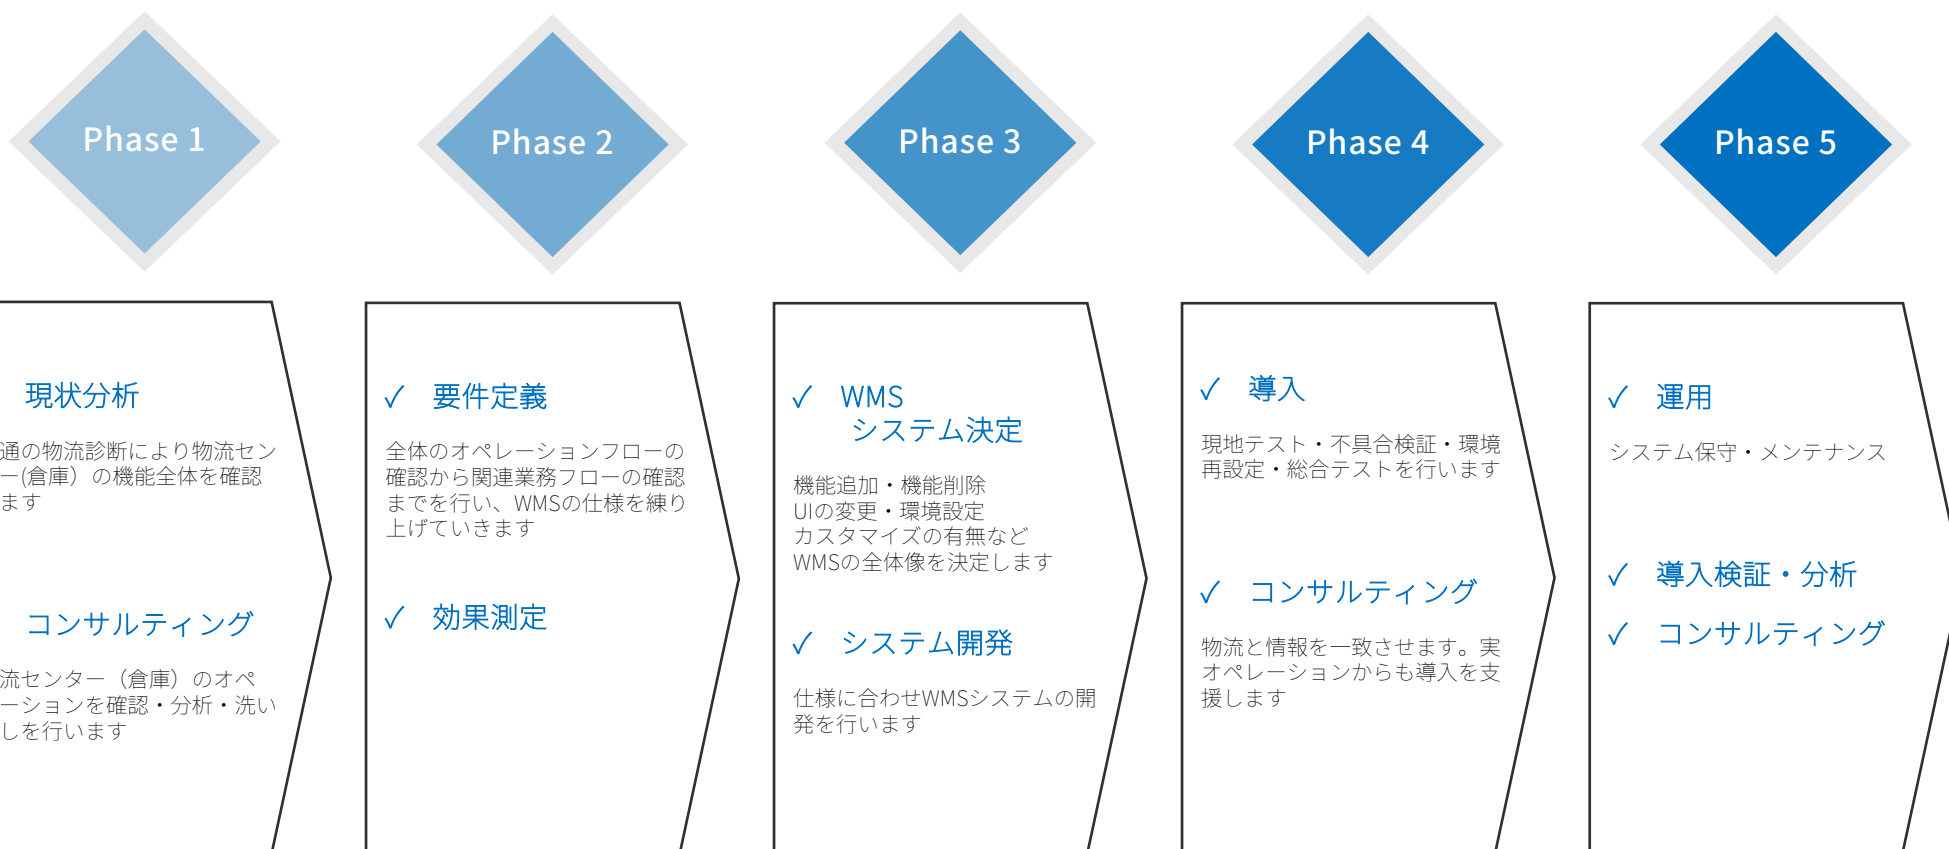 Phase 1
現状分析
通の物流診断により物流セン
ー(倉庫）の機能全体を確認
ます
コンサルティング
流センター（倉庫）のオペ
ーションを確認・分析・洗い
しを行います
Phase 2
✓ 要件定義
全体のオペレーションフローの
確認から関連業務フローの確認
までを行い、WMSの仕様を練り
上げていきます
✓ 効果測定
Phase 3
✓ WMS
システム決定
機能追加・機能削除
UIの変更・環境設定
カスタマイズの有無など
WMSの全体像を決定します
✓ システム開発
仕様に合わせWMSシステムの開
発を行います
Phase 4
✓ 導入
現地テスト・不具合検証・環境
再設定・総合テストを行います
✓ コンサルティング
物流と情報を一致させます。実
オペレーションからも導入を支
援します
Phase 5
✓ 運用
システム保守・メンテナンス
✓ 導入検証・分析
✓ コンサルティング